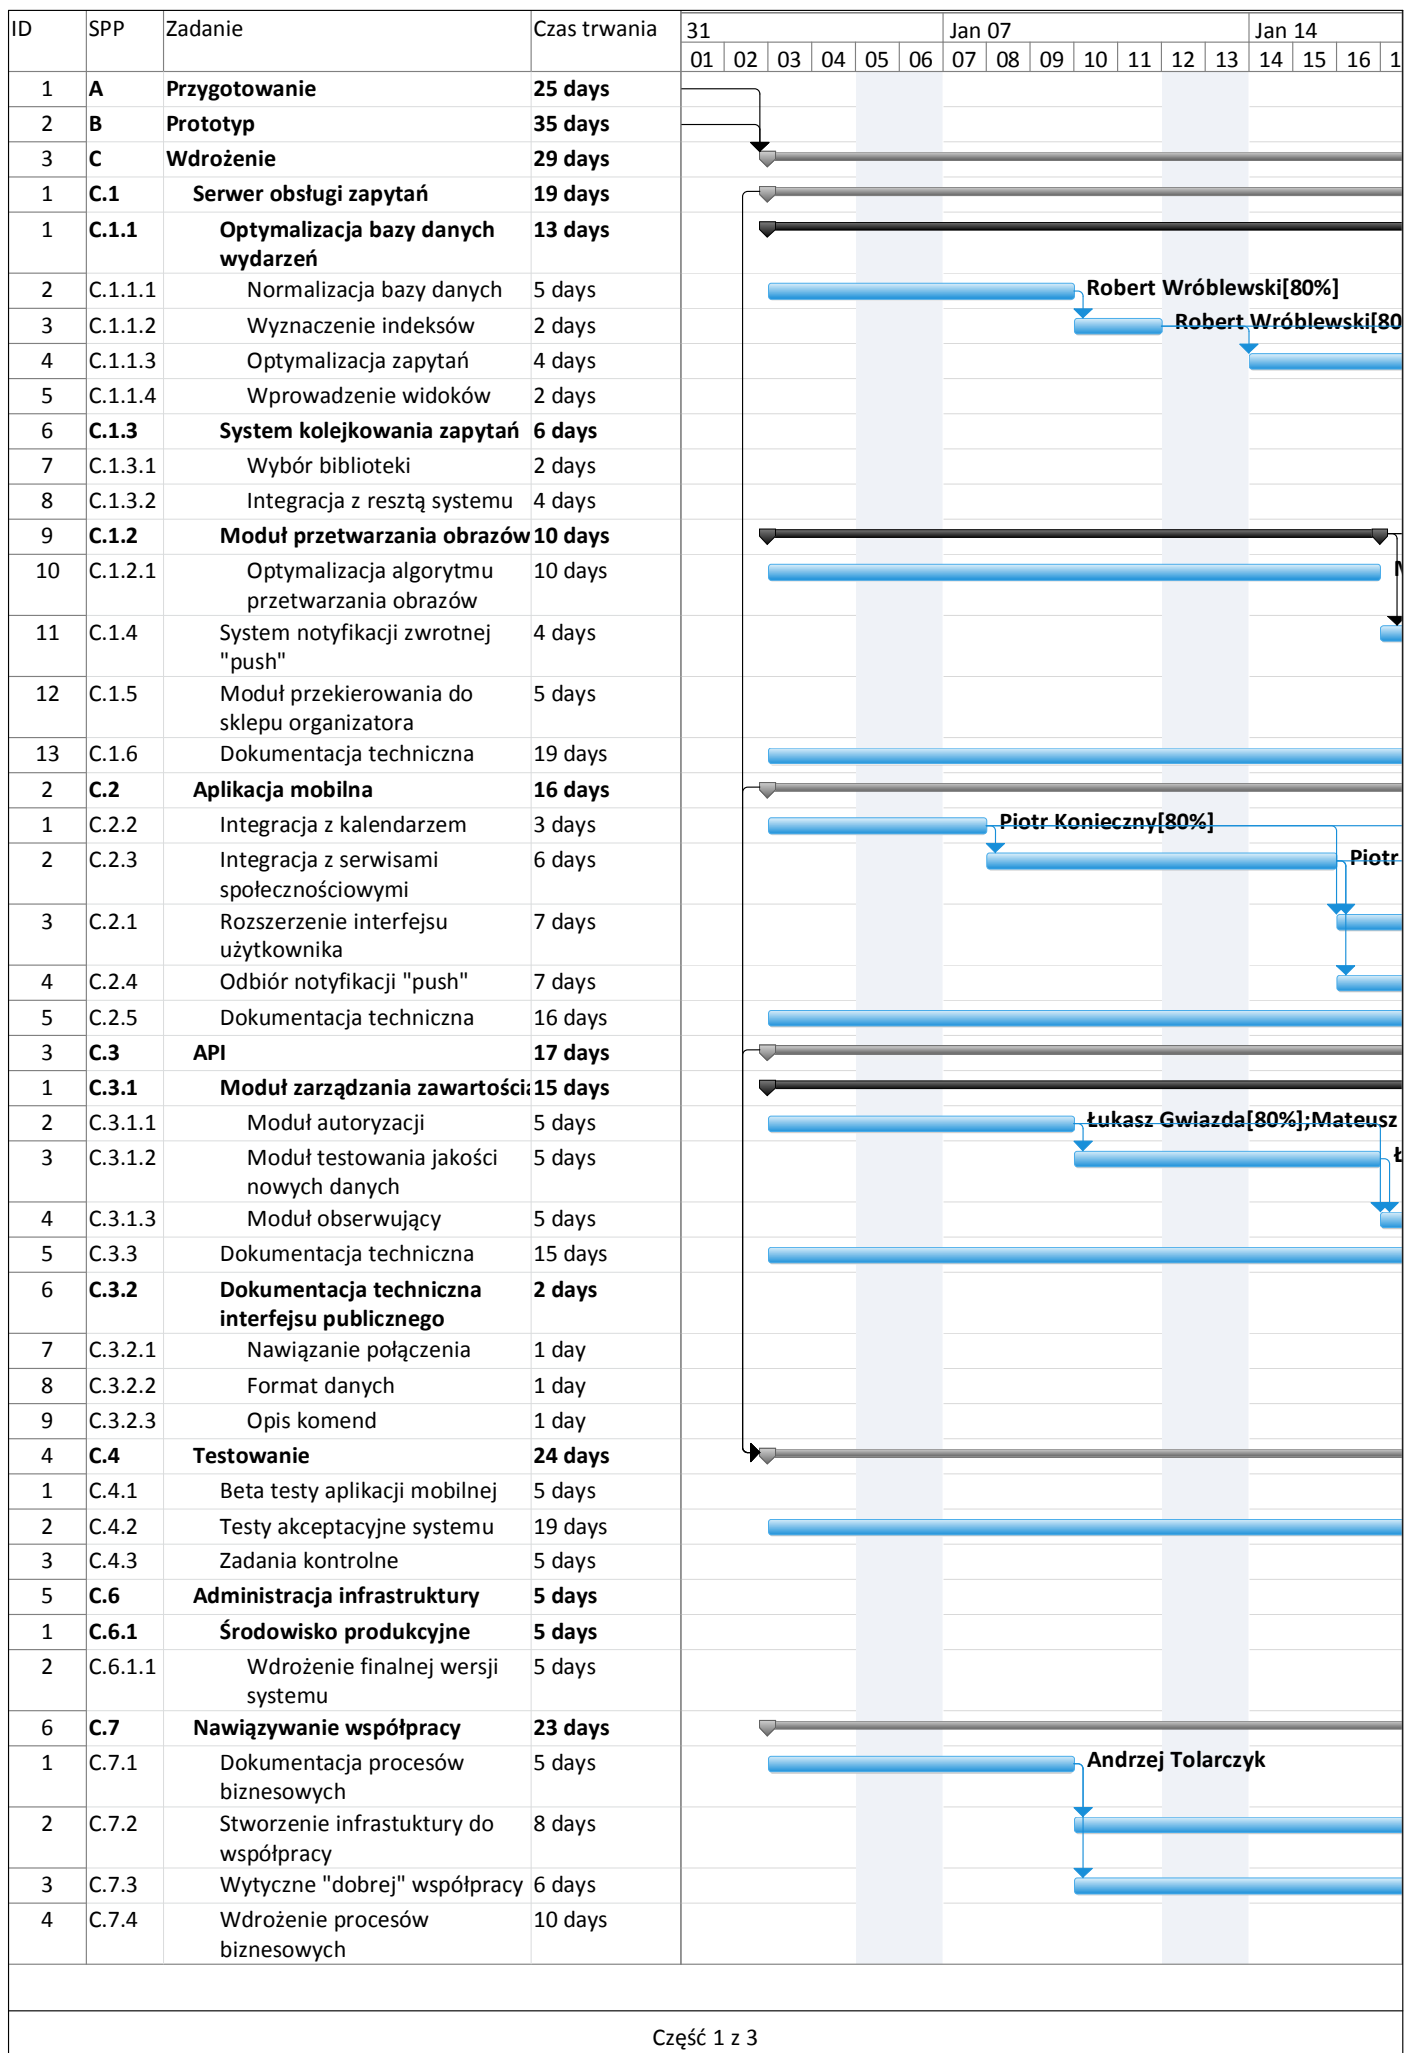 ID SPP Zadanie Czas trwania 31 Jan 07 Jan 14
01 02 03 04 05 06 07 08 09 10 11 12 13 14 15 16 1
1 A Przygotowanie 25 days
2 B Prototyp 35 days
3 C Wdrożenie 29 days
1 C.1 Serwer obsługi zapytań 19 days
1 C.1.1 Optymalizacja bazy danych 13 days
wydarzeń
2 C.1.1.1 Normalizacja bazy danych 5 days Robert Wróblewski[80%]
3 C.1.1.2 Wyznaczenie indeksów 2 days Robert Wróblewski[80
4 C.1.1.3 Optymalizacja zapytań 4 days
5 C.1.1.4 Wprowadzenie widoków 2 days
6 C.1.3 System kolejkowania zapytań 6 days
7 C.1.3.1 Wybór biblioteki 2 days
8 C.1.3.2 Integracja z resztą systemu 4 days
9 C.1.2 Moduł przetwarzania obrazów 10 days
10 C.1.2.1 Optymalizacja algorytmu 10 days
przetwarzania obrazów
11 C.1.4 System notyfikacji zwrotnej 4 days
"push"
12 C.1.5 Moduł przekierowania do 5 days
sklepu organizatora
13 C.1.6 Dokumentacja techniczna 19 days
2 C.2 Aplikacja mobilna 16 days
1 C.2.2 Integracja z kalendarzem 3 days Piotr Konieczny[80%]
2 C.2.3 Integracja z serwisami 6 days Piotr
społecznościowymi
3 C.2.1 Rozszerzenie interfejsu 7 days
użytkownika
4 C.2.4 Odbiór notyfikacji "push" 7 days
5 C.2.5 Dokumentacja techniczna 16 days
3 C.3 API 17 days
1 C.3.1 Moduł zarządzania zawartości 15 days
2 C.3.1.1 Moduł autoryzacji 5 days Łukasz Gwiazda[80%];Mateusz
3 C.3.1.2 Moduł testowania jakości 5 days Ł
nowych danych
4 C.3.1.3 Moduł obserwujący 5 days
5 C.3.3 Dokumentacja techniczna 15 days
6 C.3.2 Dokumentacja techniczna 2 days
interfejsu publicznego
7 C.3.2.1 Nawiązanie połączenia 1 day
8 C.3.2.2 Format danych 1 day
9 C.3.2.3 Opis komend 1 day
4 C.4 Testowanie 24 days
1 C.4.1 Beta testy aplikacji mobilnej 5 days
2 C.4.2 Testy akceptacyjne systemu 19 days
3 C.4.3 Zadania kontrolne 5 days
5 C.6 Administracja infrastruktury 5 days
1 C.6.1 Środowisko produkcyjne 5 days
2 C.6.1.1 Wdrożenie finalnej wersji 5 days
systemu
6 C.7 Nawiązywanie współpracy 23 days
1 C.7.1 Dokumentacja procesów 5 days Andrzej Tolarczyk
biznesowych
2 C.7.2 Stworzenie infrastuktury do 8 days
współpracy
3 C.7.3 Wytyczne "dobrej" współpracy 6 days
4 C.7.4 Wdrożenie procesów 10 days
biznesowych
Część 1 z 3